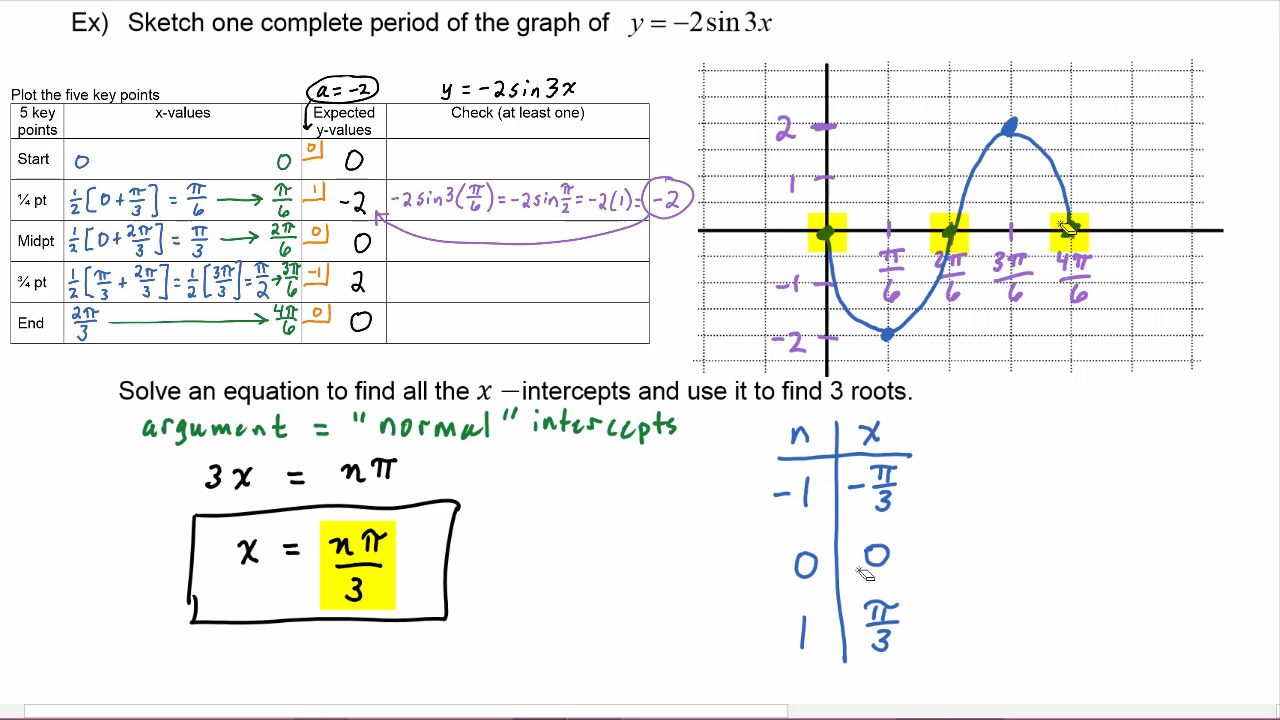 Ex) Sketch one complete period of the graph of y = −2sin3x
Plot the five key points
a = -2
y = -2sin3x
5 key points | x-values | Expected y-values | Check (at least one)
Start | 0 0 | 0 | 0
¼ pt | 1/2[0 + π/3] = π/6 → π/6 | 1 | -2 | -2sin3(π/6) = -2sin π/2 = -2(1) = -2
Midpt | 1/2[0 + 2π/3] = π/3 → 2π/6 | 0 | 0
¾ pt | 1/2[π/3 + 2π/3] = 1/2[3π/3] = π/2 → 3π/6 | -1 | 2
End | 2π/3 → 4π/6 | 0 | 0
2
1
-1
-2
π/6 2π/6 3π/6 4π/6
Solve an equation to find all the x −intercepts and use it to find 3 roots.
argument = "normal" intercepts
3x = nπ
x = nπ/3
n | x
-1 | -π/3
0 | 0
1 | π/3